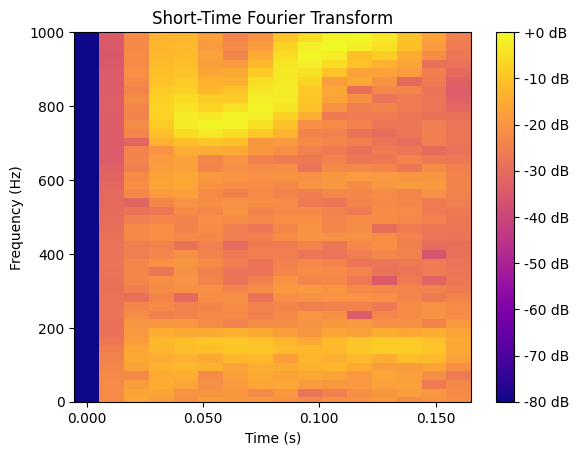 Short-Time Fourier Transform
1000
800
600
400
200
0
Frequency (Hz)
0.000
0.050
0.100
0.150
Time (s)
+0 dB
-10 dB
-20 dB
-30 dB
-40 dB
-50 dB
-60 dB
-70 dB
-80 dB